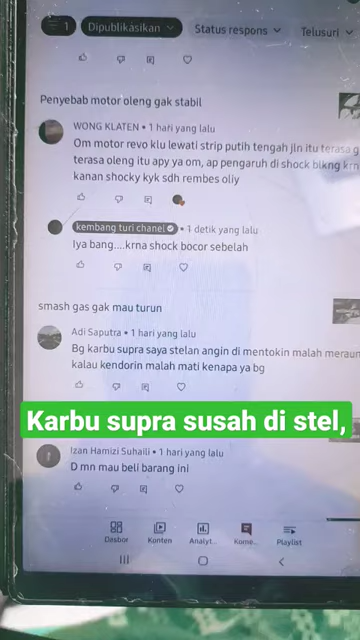 1
Dipublikasikan
Status respons
Telusuri
Penyebab motor oleng gak stabil
WONG KLATEN • 1 hari yang lalu
Om motor revo klu lewati strip putih tengah jln itu terasa g
terasa oleng itu apy ya om, ap pengaruh di shock blkng krn
kanan shocky kyk sdh rembes oliy
kembang turi chanel • 1 detik yang lalu
Iya bang....krna shock bocor sebelah
smash gas gak mau turun
Adi Saputra • 1 hari yang lalu
Bg karbu supra saya stelan angin di mentokin malah meraun
kalau kendorin malah mati kenapa ya bg
Karbu supra susah di stel,
Izan Hamizi Suhaili • 1 hari yang lalu
D mn mau beli barang ini
Dasbor
Konten
Analyt...
Kome...
Playlist